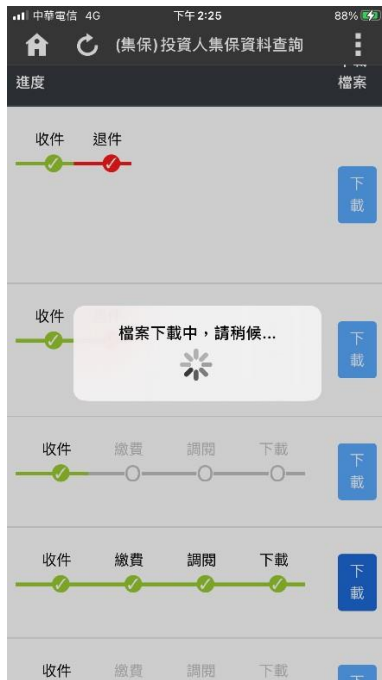 中華電信 4G 下午2:25 88%
(集保)投資人集保資料查詢
進度 檔案
收件 退件
下載
收件
下載
檔案下載中，請稍候...
收件 繳費 調閱 下載
下載
收件 繳費 調閱 下載
下載
收件 繳費 調閱 下載